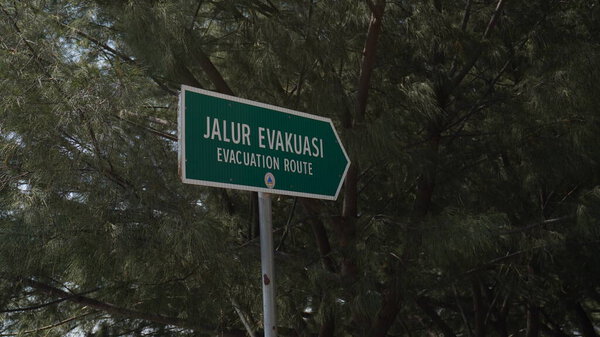 JALUR EVAKUASI
EVACUATION ROUTE